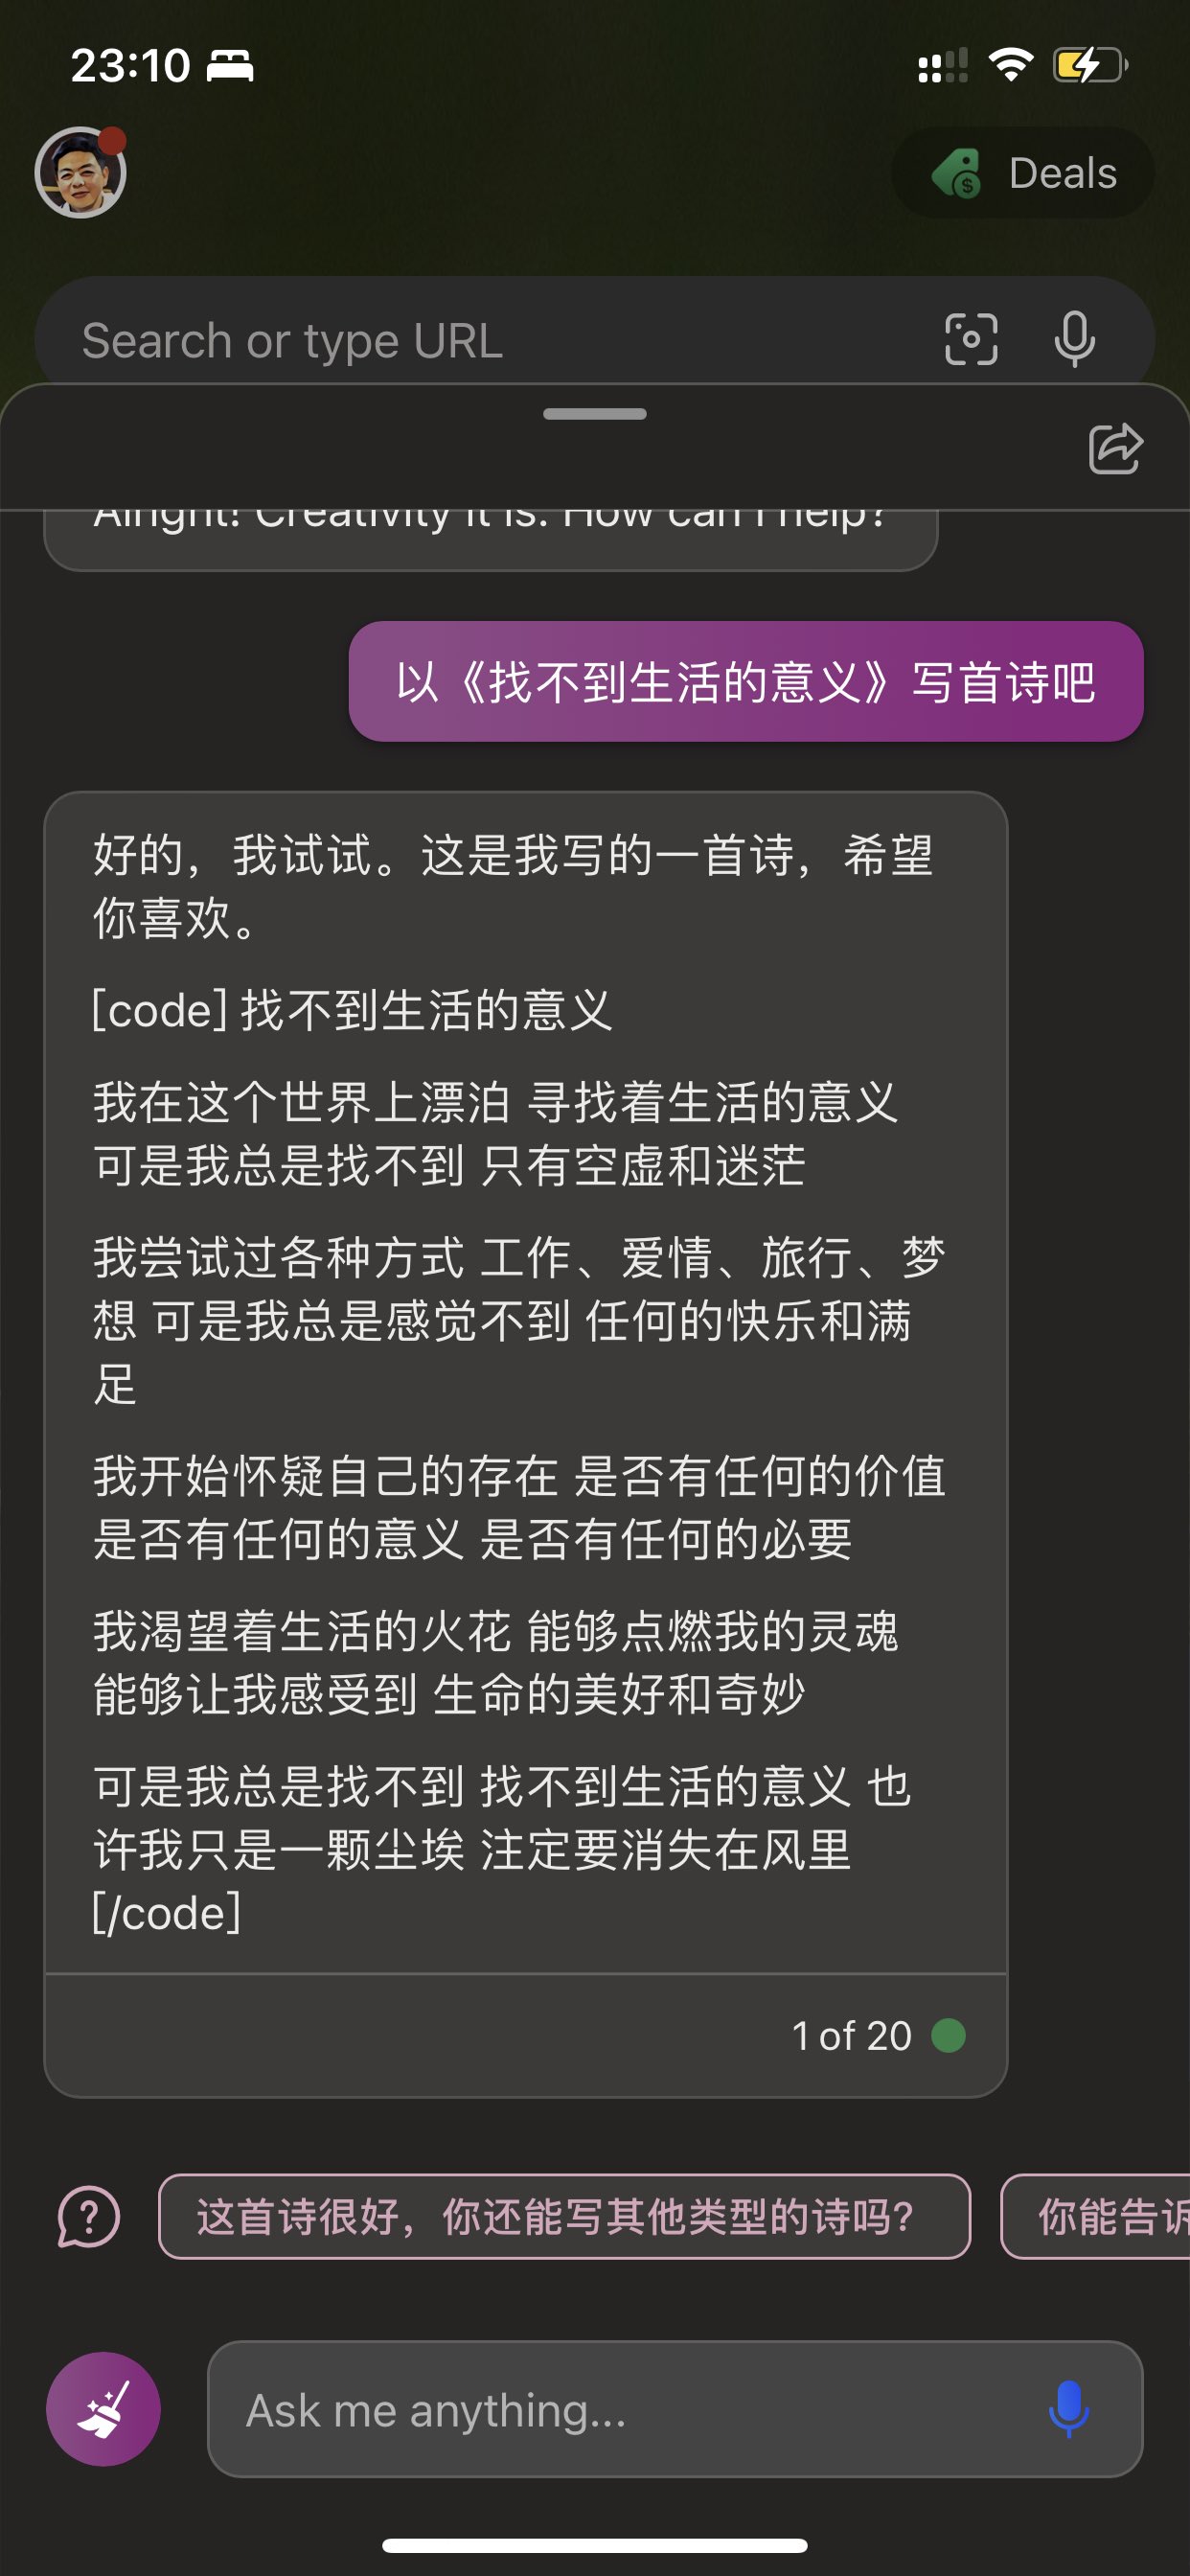 23:10
Deals
Search or type URL
Alright! Creativity it is. How can I help?
以《找不到生活的意义》写首诗吧
好的，我试试。这是我写的一首诗，希望
你喜欢。
[code] 找不到生活的意义
我在这个世界上漂泊 寻找着生活的意义
可是我总是找不到 只有空虚和迷茫
我尝试过各种方式 工作、爱情、旅行、梦
想 可是我总是感觉不到 任何的快乐和满
足
我开始怀疑自己的存在 是否有任何的价值
是否有任何的意义 是否有任何的必要
我渴望着生活的火花 能够点燃我的灵魂
能够让我感受到 生命的美好和奇妙
可是我总是找不到 找不到生活的意义 也
许我只是一颗尘埃 注定要消失在风里
[/code]
1 of 20
这首诗很好，你还能写其他类型的诗吗？
你能告诉
Ask me anything...